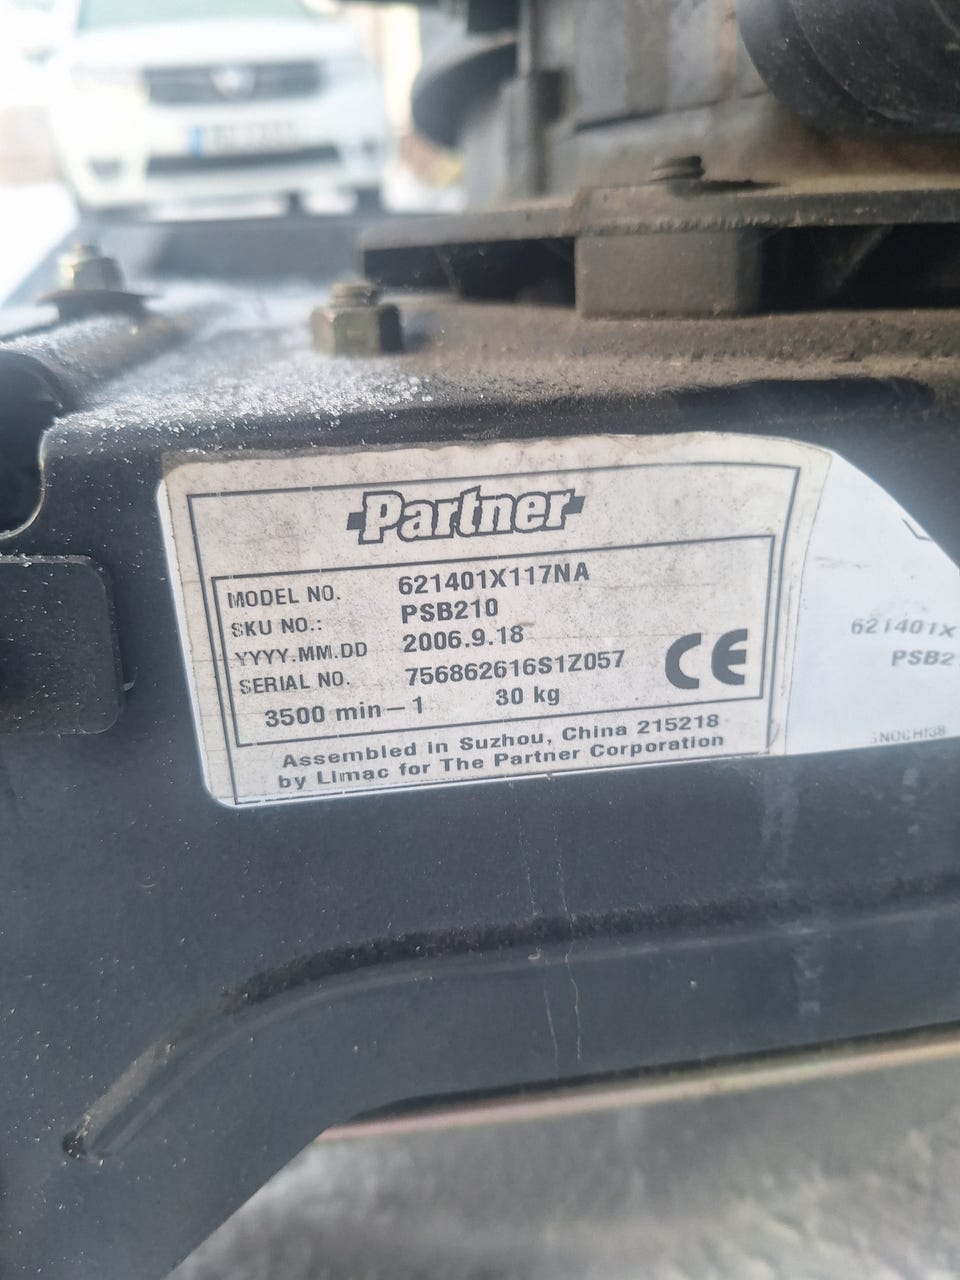 Partner
MODEL NO. 621401X117NA
SKU NO.: PSB210
YYYY.MM.DD 2006.9.18
SERIAL NO. 756862616S1Z057
3500 min-1 30 kg
CE
Assembled in Suzhou, China 215218
by Limac for The Partner Corporation
621401X
PSB2